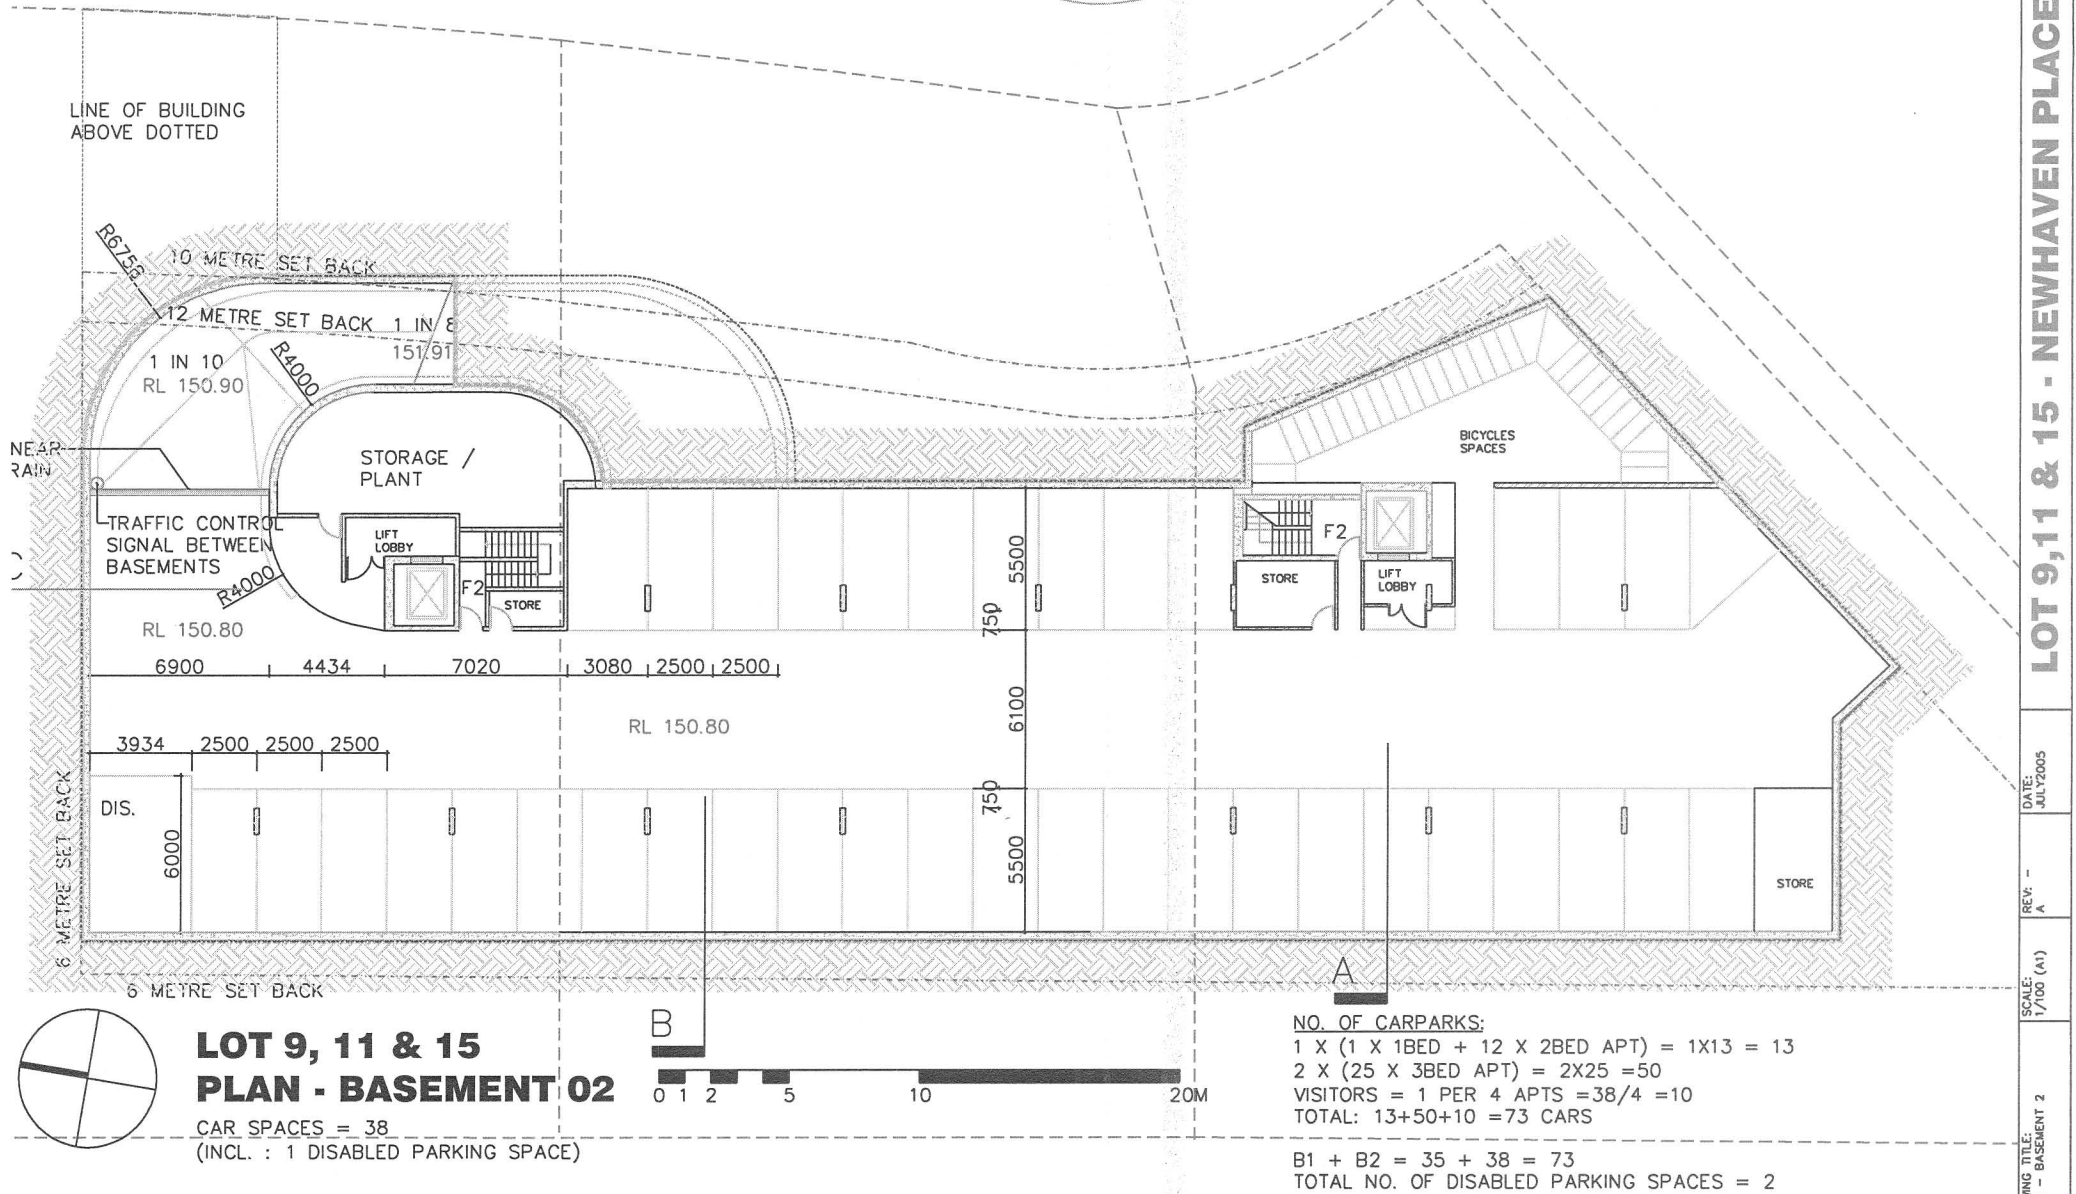 LINE OF BUILDING
ABOVE DOTTED
R6758
10 METRE SET BACK
12 METRE SET BACK
1 IN 8
151.91
1 IN 10
RL 150.90
R4000
NEAR
RAIN
STORAGE /
PLANT
BICYCLES
SPACES
TRAFFIC CONTROL
SIGNAL BETWEEN
BASEMENTS
LIFT
LOBBY
R4000
F2
STORE
5500
F2
STORE
LIFT
LOBBY
750
RL 150.80
6900 4434 7020 3080 2500 2500
6100
RL 150.80
3934 2500 2500 2500
750
DIS.
6000
5500
STORE
6 METRE SET BACK
6 METRE SET BACK
A
B
LOT 9, 11 & 15
PLAN - BASEMENT 02
CAR SPACES = 38
(INCL. : 1 DISABLED PARKING SPACE)
0 1 2 5 10 20M
NO. OF CARPARKS:
1 X (1 X 1BED + 12 X 2BED APT) = 1X13 = 13
2 X (25 X 3BED APT) = 2X25 =50
VISITORS = 1 PER 4 APTS =38/4 =10
TOTAL: 13+50+10 =73 CARS
B1 + B2 = 35 + 38 = 73
TOTAL NO. OF DISABLED PARKING SPACES = 2
LOT 9,11 & 15 - NEWHAVEN PLACE
DATE:
JULY2005
REV: -
A
SCALE:
1/100 (A1)
TITLE:
- BASEMENT 2